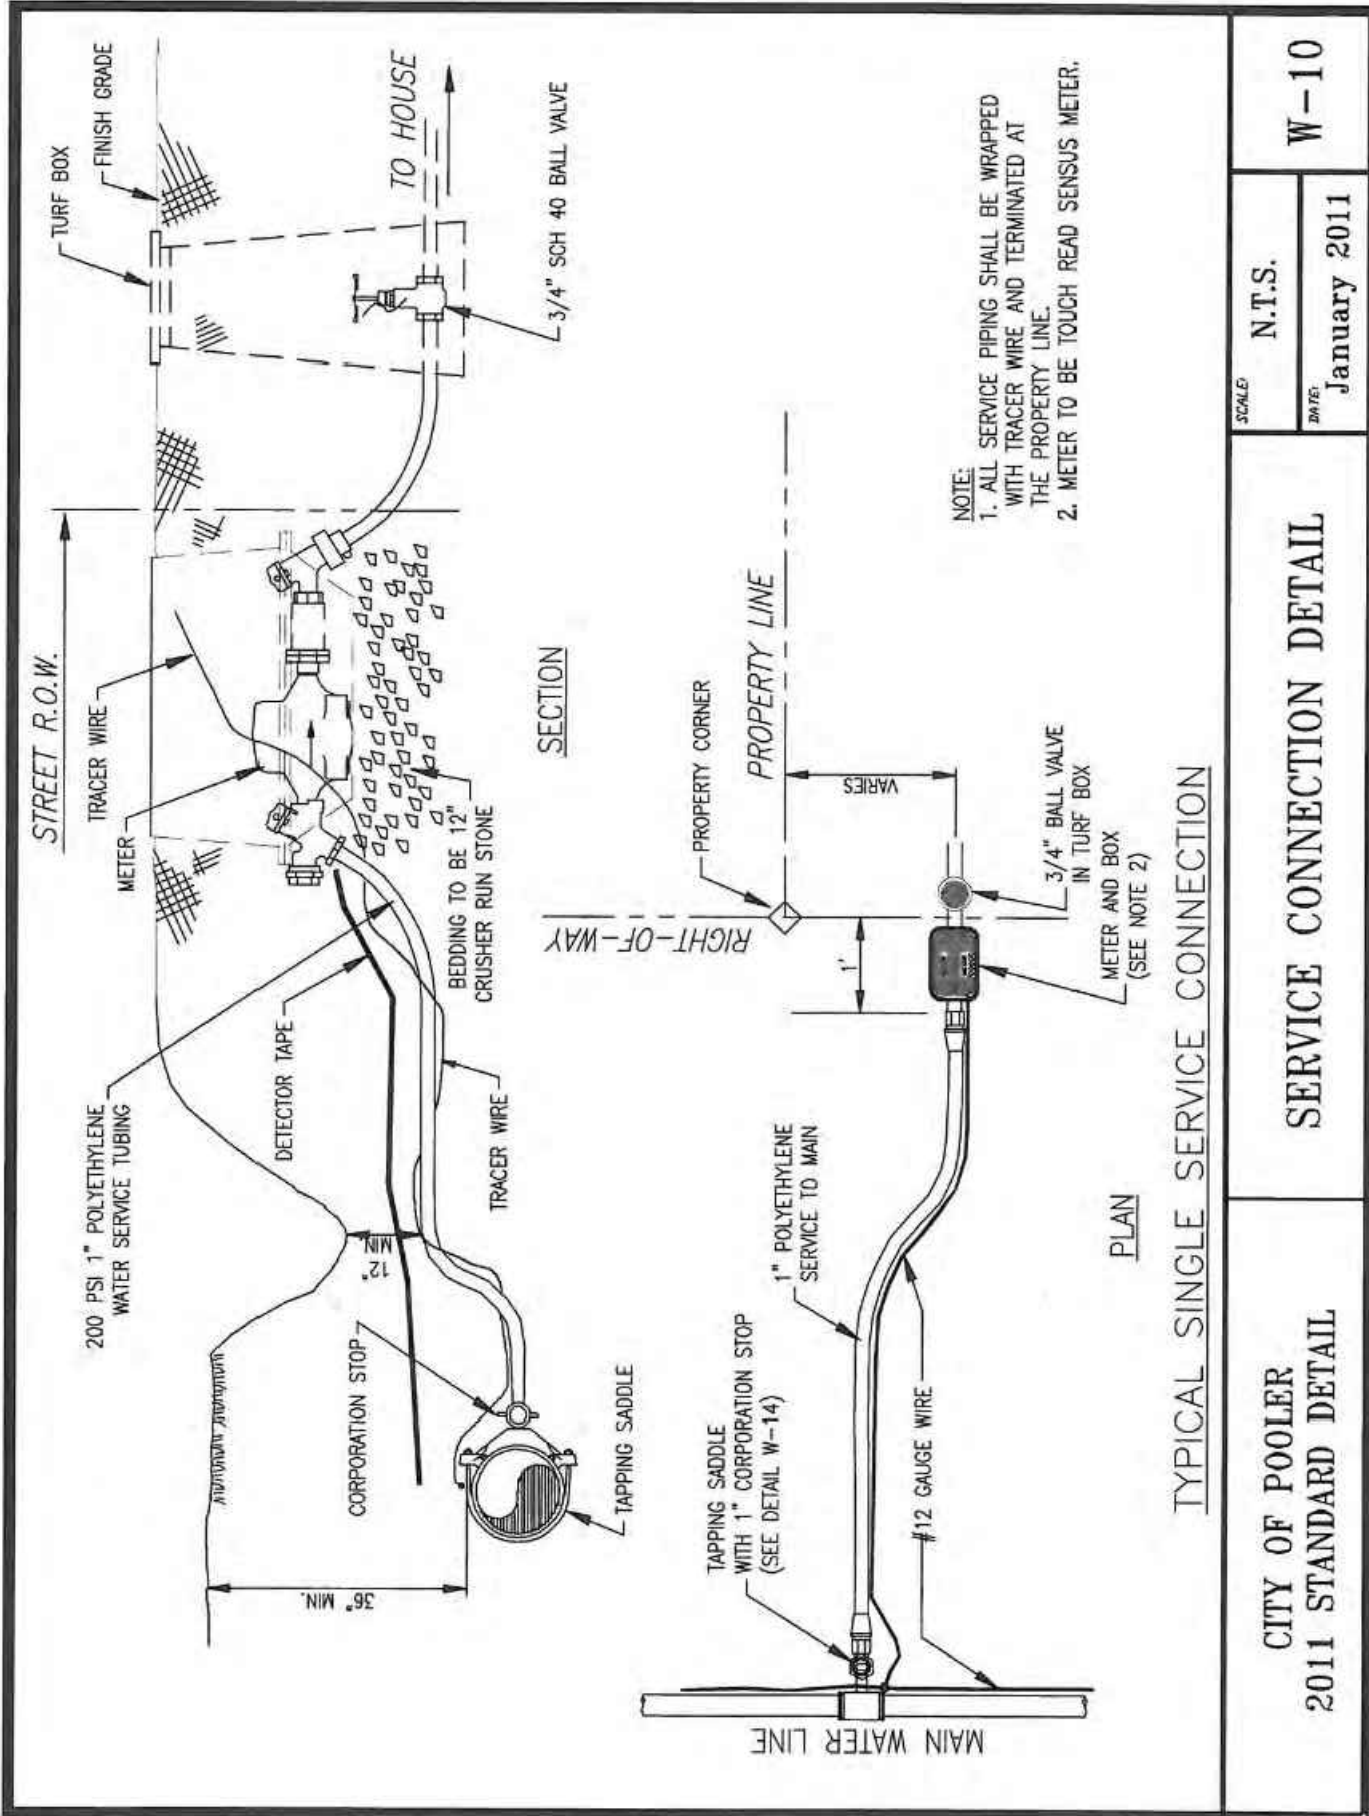 STREET R.O.W.
TURF BOX
FINISH GRADE
TRACER WIRE
METER
TO HOUSE
200 PSI 1" POLYETHYLENE
WATER SERVICE TUBING
DETECTOR TAPE
3/4" SCH 40 BALL VALVE
12"
MIN.
CORPORATION STOP
36" MIN.
BEDDING TO BE 12"
CRUSHER RUN STONE
TRACER WIRE
TAPPING SADDLE
SECTION
RIGHT-OF-WAY
PROPERTY CORNER
PROPERTY LINE
TAPPING SADDLE
WITH 1" CORPORATION STOP
(SEE DETAIL W-14)
1" POLYETHYLENE
SERVICE TO MAIN
1'
VARIES
#12 GAUGE WIRE
MAIN WATER LINE
3/4" BALL VALVE
IN TURF BOX
METER AND BOX
(SEE NOTE 2)
NOTE:
1. ALL SERVICE PIPING SHALL BE WRAPPED
WITH TRACER WIRE AND TERMINATED AT
THE PROPERTY LINE.
2. METER TO BE TOUCH READ SENSUS METER.
PLAN
TYPICAL SINGLE SERVICE CONNECTION
CITY OF POOLER
2011 STANDARD DETAIL
SERVICE CONNECTION DETAIL
SCALE:
N.T.S.
DATE:
January 2011
W-10